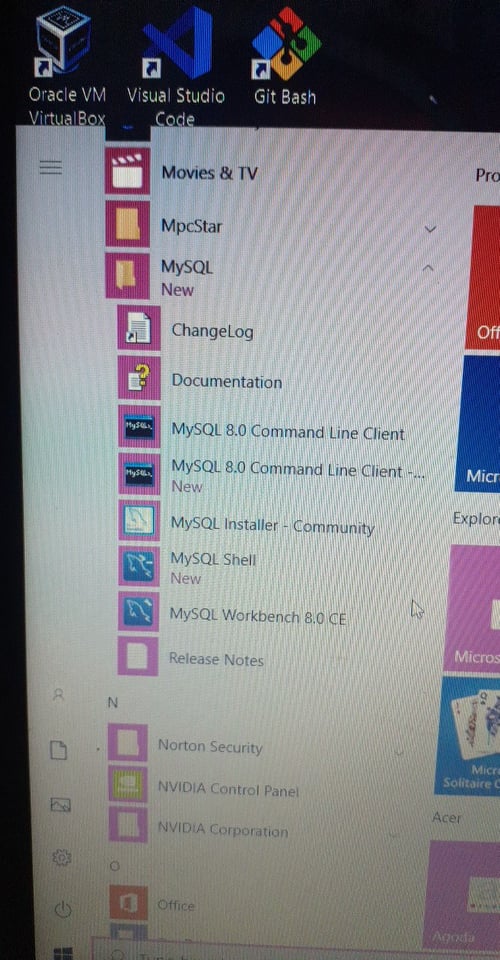 Oracle VM
VirtualBox
Visual Studio
Code
Git Bash
Movies & TV
MpcStar
MySQL
New
ChangeLog
Documentation
MySQL 8.0 Command Line Client
MySQL 8.0 Command Line Client -...
New
MySQL Installer - Community
MySQL Shell
New
MySQL Workbench 8.0 CE
Release Notes
N
Norton Security
NVIDIA Control Panel
NVIDIA Corporation
O
Office
Pro
Off
Micr
Explore
Micros
Micr
Solitaire C
Acer
Agoda